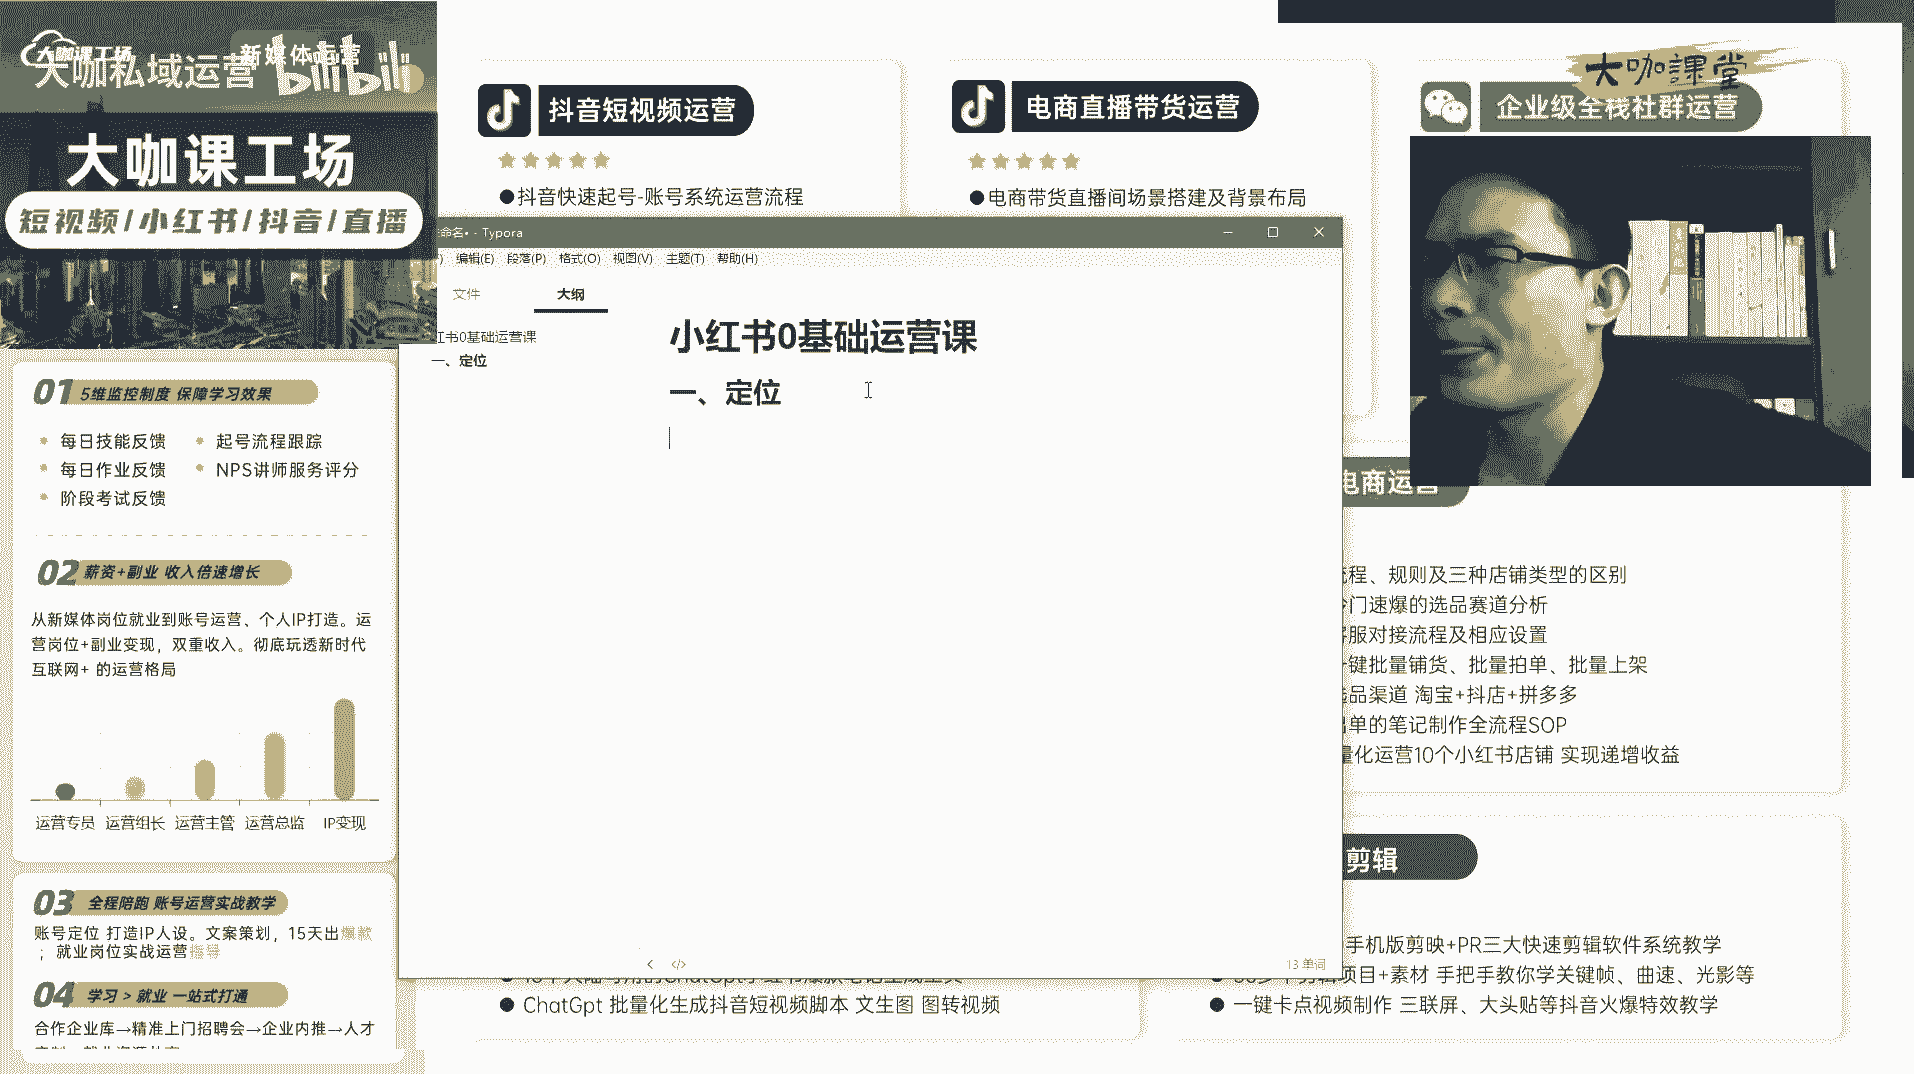 大咖课工场
大咖私域运营
新媒体运营
bilibili
大咖课工场
短视频/小红书/抖音/直播
01 5维监控制度 保障学习效果
每日技能反馈
起号流程跟踪
每日作业反馈
NPS讲师服务评分
阶段考试反馈
02 薪资+副业 收入倍速增长
从新媒体岗位就业到账号运营、个人IP打造。运
营岗位+副业变现，双重收入。彻底玩透新时代
互联网+ 的运营格局
运营专员 运营组长 运营主管 运营总监 IP变现
03 全程陪跑 账号运营实战教学
账号定位 打造IP人设。文案策划，15天出爆款
；就业岗位实战运营指导
04 学习 > 就业 一站式打通
合作企业库→精准上门招聘会→企业内推→人才
抖音短视频运营
●抖音快速起号-账号系统运营流程
电商直播带货运营
●电商带货直播间场景搭建及背景布局
大咖課堂
企业级全栈社群运营
命名• - Typora
编辑(E) 段落(P) 格式(O) 视图(V) 主题(T) 帮助(H)
文件
大纲
红书0基础运营课
一、定位
小红书0基础运营课
一、定位
13 单词
电商运营
流程、规则及三种店铺类型的区别
冷门速爆的选品赛道分析
客服对接流程及相应设置
一键批量铺货、批量拍单、批量上架
选品渠道 淘宝+抖店+拼多多
出单的笔记制作全流程SOP
量化运营10个小红书店铺 实现递增收益
剪辑
手机版剪映+PR三大快速剪辑软件系统教学
项目+素材 手把手教你学关键帧、曲速、光影等
● 一键卡点视频制作 三联屏、大头贴等抖音火爆特效教学
● ChatGpt 批量化生成抖音短视频脚本 文生图 图转视频